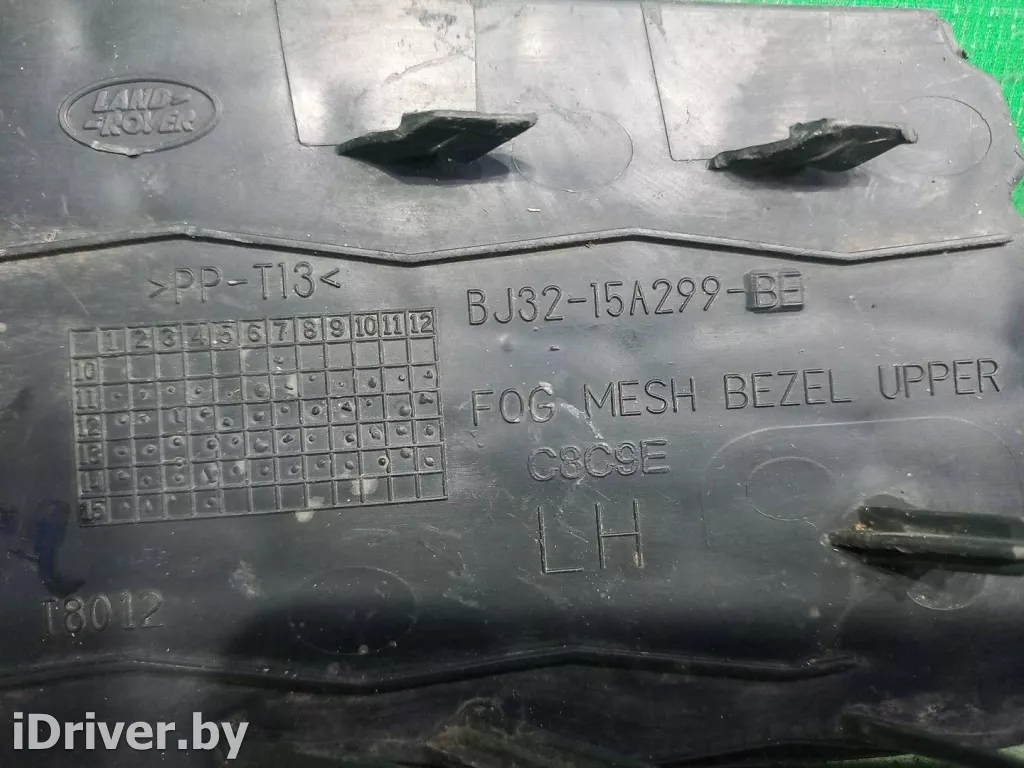 LAND-
-ROVER
>PP-T13<
BJ32-15A299-BE
1 2 3 4 5 6 7 8 9 10 11 12
10
11
12
13
14
15
FOG MESH BEZEL UPPER
C8C9E
LH
T8012
iDriver.by